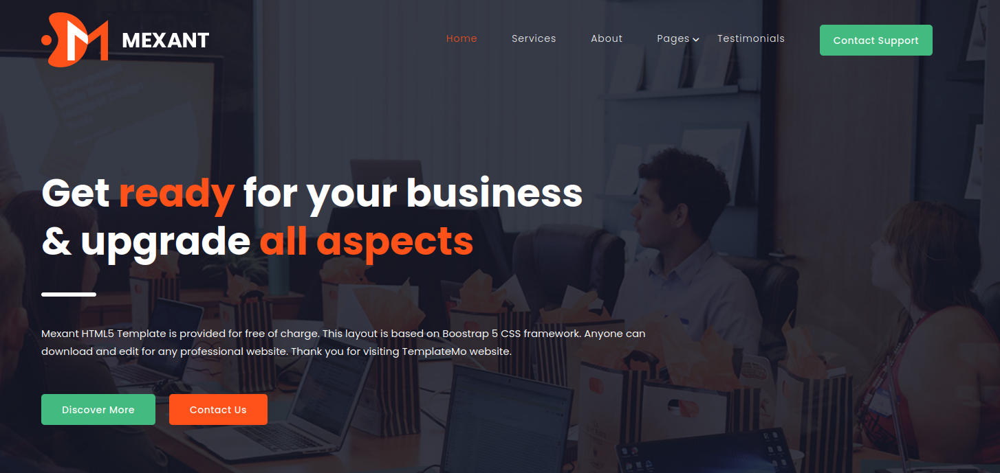 MEXANT
Home Services About Pages Testimonials Contact Support
Get ready for your business
& upgrade all aspects
Mexant HTML5 Template is provided for free of charge. This layout is based on Boostrap 5 CSS framework. Anyone can
download and edit for any professional website. Thank you for visiting TemplateMo website.
Discover More Contact Us